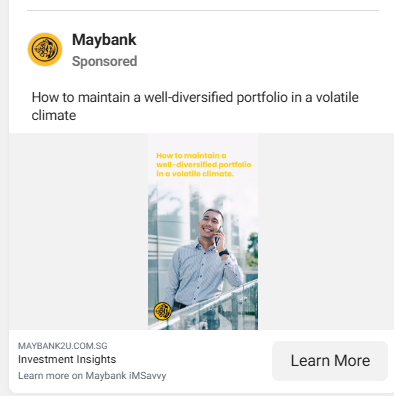 Maybank
Sponsored
How to maintain a well-diversified portfolio in a volatile
climate
How to maintain a
well-diversified portfolio
in a volatile climate.
MAYBANK2U.COM.SG
Investment Insights
Learn more on Maybank iMSavvy
Learn More